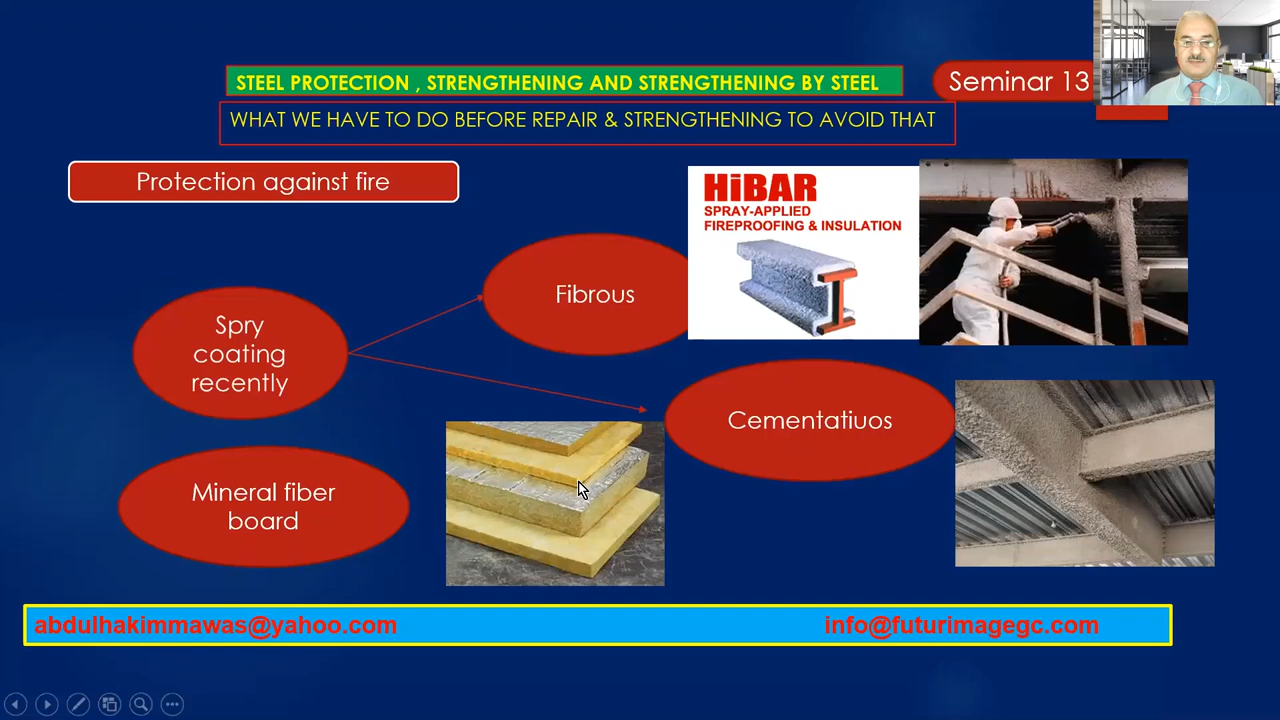 STEEL PROTECTION , STRENGTHENING AND STRENGTHENING BY STEEL
Seminar 13
WHAT WE HAVE TO DO BEFORE REPAIR & STRENGTHENING TO AVOID THAT
Protection against fire
HiBAR
SPRAY-APPLIED
FIREPROOFING & INSULATION
Fibrous
Spry
coating
recently
Cementatiuos
Mineral fiber
board
abdulhakimmawas@yahoo.com
info@futurimagegc.com